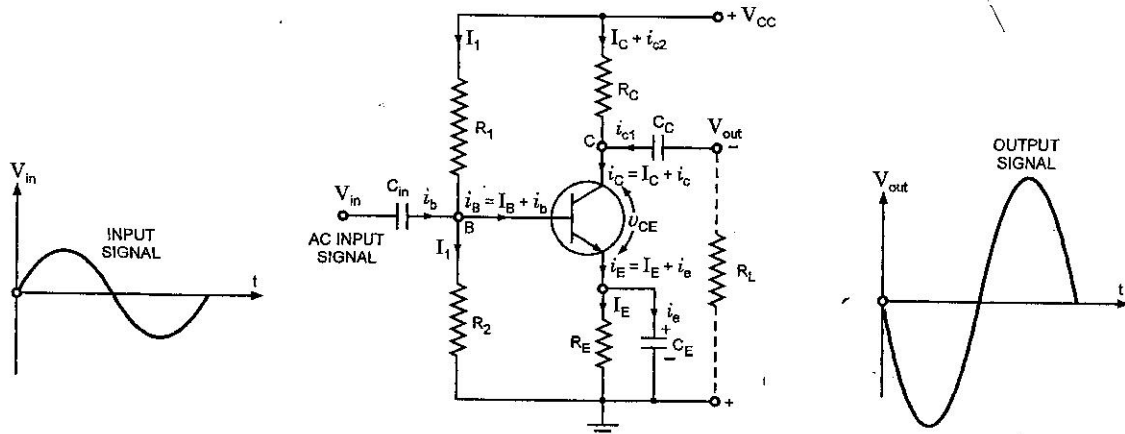 + V_CC
I_1
I_C + i_c2
R_C
R_1
C
i_c1
C_C
V_out
−
i_C = I_C + i_c
V_in
C_in
i_b
i_B = I_B + i_b
B
AC INPUT
SIGNAL
I_1
υ_CE
i_E = I_E + i_e
R_L
R_2
I_E
i_e
R_E
+
C_E
−
+
V_in
INPUT
SIGNAL
t
OUTPUT
SIGNAL
V_out
t